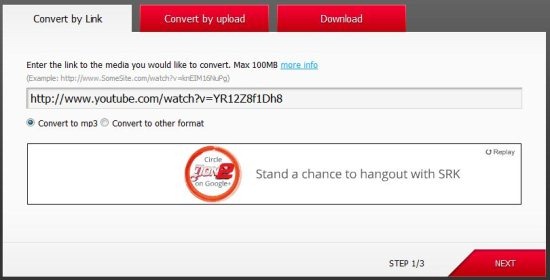 Convert by Link
Convert by upload
Download
Enter the link to the media you would like to convert. Max 100MB more info
(Example: http://www.SomeSite.com/watch?v=knEIM16NuPg)
http://www.youtube.com/watch?v=YR12Z8f1Dh8
Convert to mp3 Convert to other format
Replay
Circle
DON2
on Google+
Stand a chance to hangout with SRK
STEP 1/3
NEXT